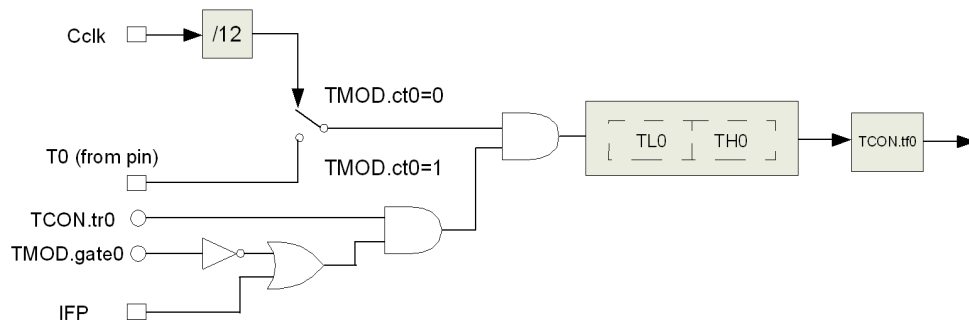 Cclk
/12
TMOD.ct0=0
T0 (from pin)
TMOD.ct0=1
TL0
TH0
TCON.tf0
TCON.tr0
TMOD.gate0
IFP